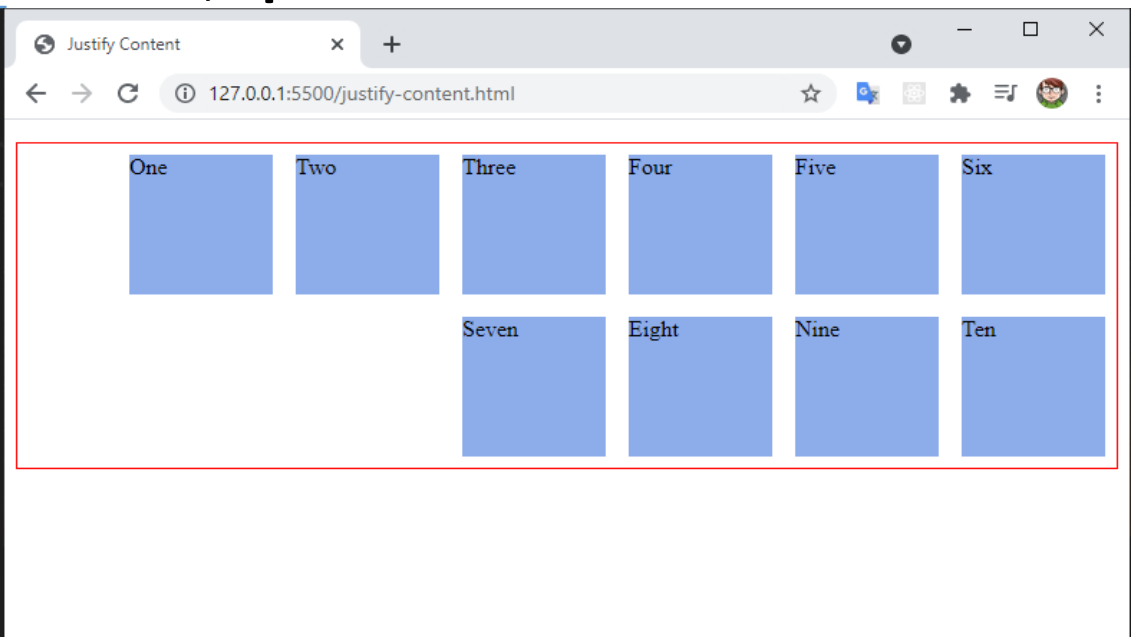 Justify Content
127.0.0.1:5500/justify-content.html
One Two Three Four Five Six
Seven Eight Nine Ten